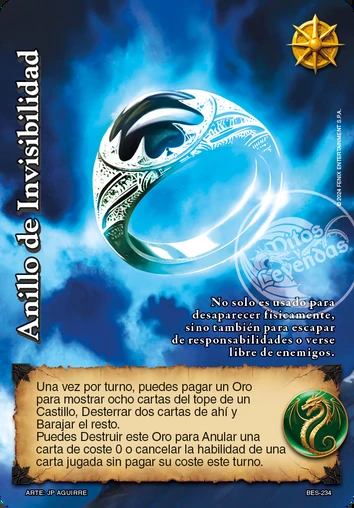 Anillo de Invisibilidad
© 2024 FENIX ENTERTAINMENT S.P.A.
Mitos
y
Leyendas
No solo es usado para
desaparecer físicamente,
sino también para escapar
de responsabilidades o verse
libre de enemigos.
Una vez por turno, puedes pagar un Oro
para mostrar ocho cartas del tope de un
Castillo, Desterrar dos cartas de ahí y
Barajar el resto.
Puedes Destruir este Oro para Anular una
carta de coste 0 o cancelar la habilidad de una
carta jugada sin pagar su coste este turno.
ARTE: JP. AGUIRRE
BES-234